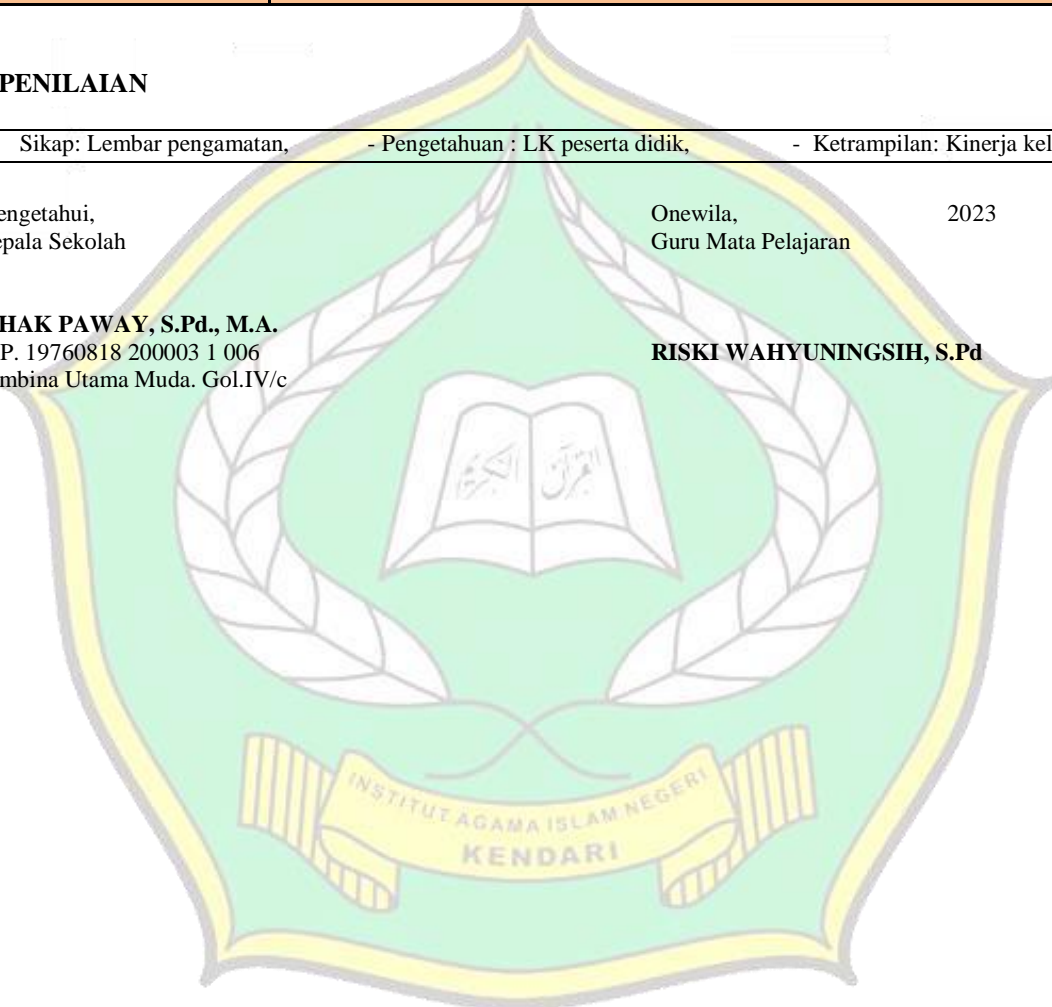 PENILAIAN
Sikap: Lembar pengamatan, - Pengetahuan : LK peserta didik, - Ketrampilan: Kinerja kel
engetahui,
epala Sekolah
Onewila, 2023
Guru Mata Pelajaran
HAK PAWAY, S.Pd., M.A.
P. 19760818 200003 1 006
mbina Utama Muda. Gol.IV/c
RISKI WAHYUNINGSIH, S.Pd
القرآن الكريم
INSTITUT AGAMA ISLAM NEGERI
KENDARI